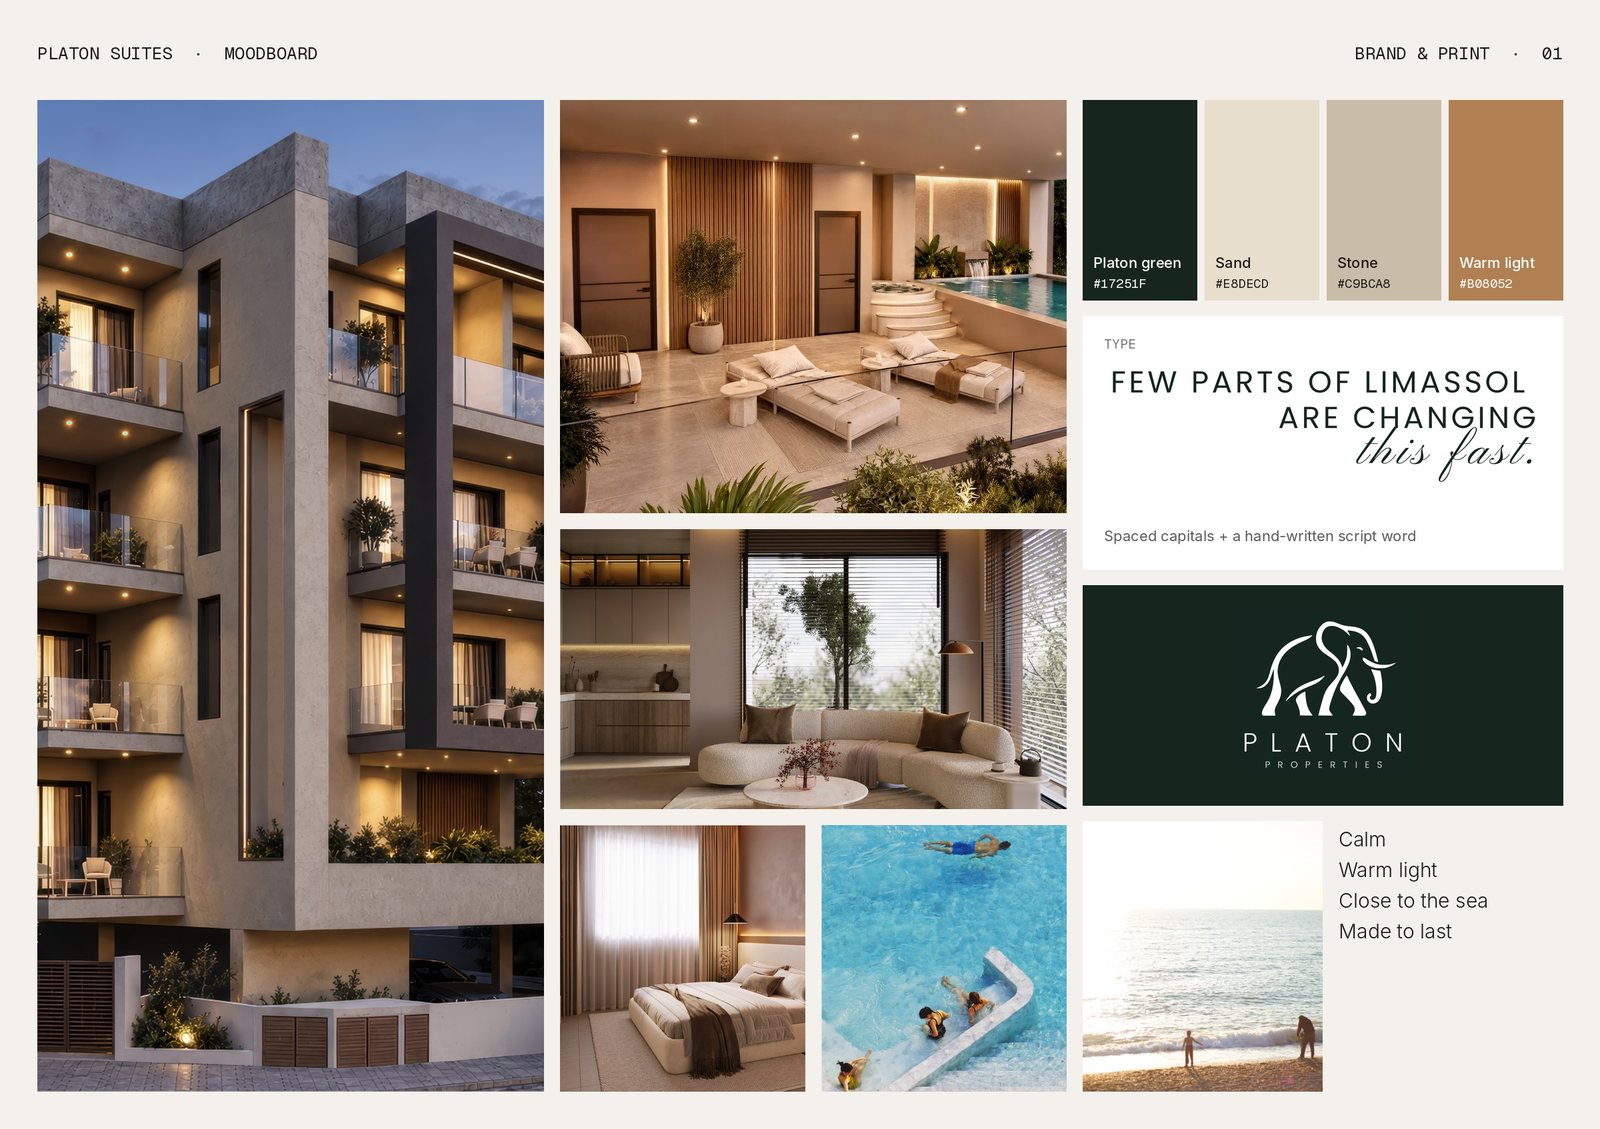 PLATON SUITES · MOODBOARD
BRAND & PRINT · 01
Platon green
#17251F
Sand
#E8DECD
Stone
#C9BCA8
Warm light
#B08052
TYPE
FEW PARTS OF LIMASSOL
ARE CHANGING
this fast.
Spaced capitals + a hand-written script word
PLATON
PROPERTIES
Calm
Warm light
Close to the sea
Made to last